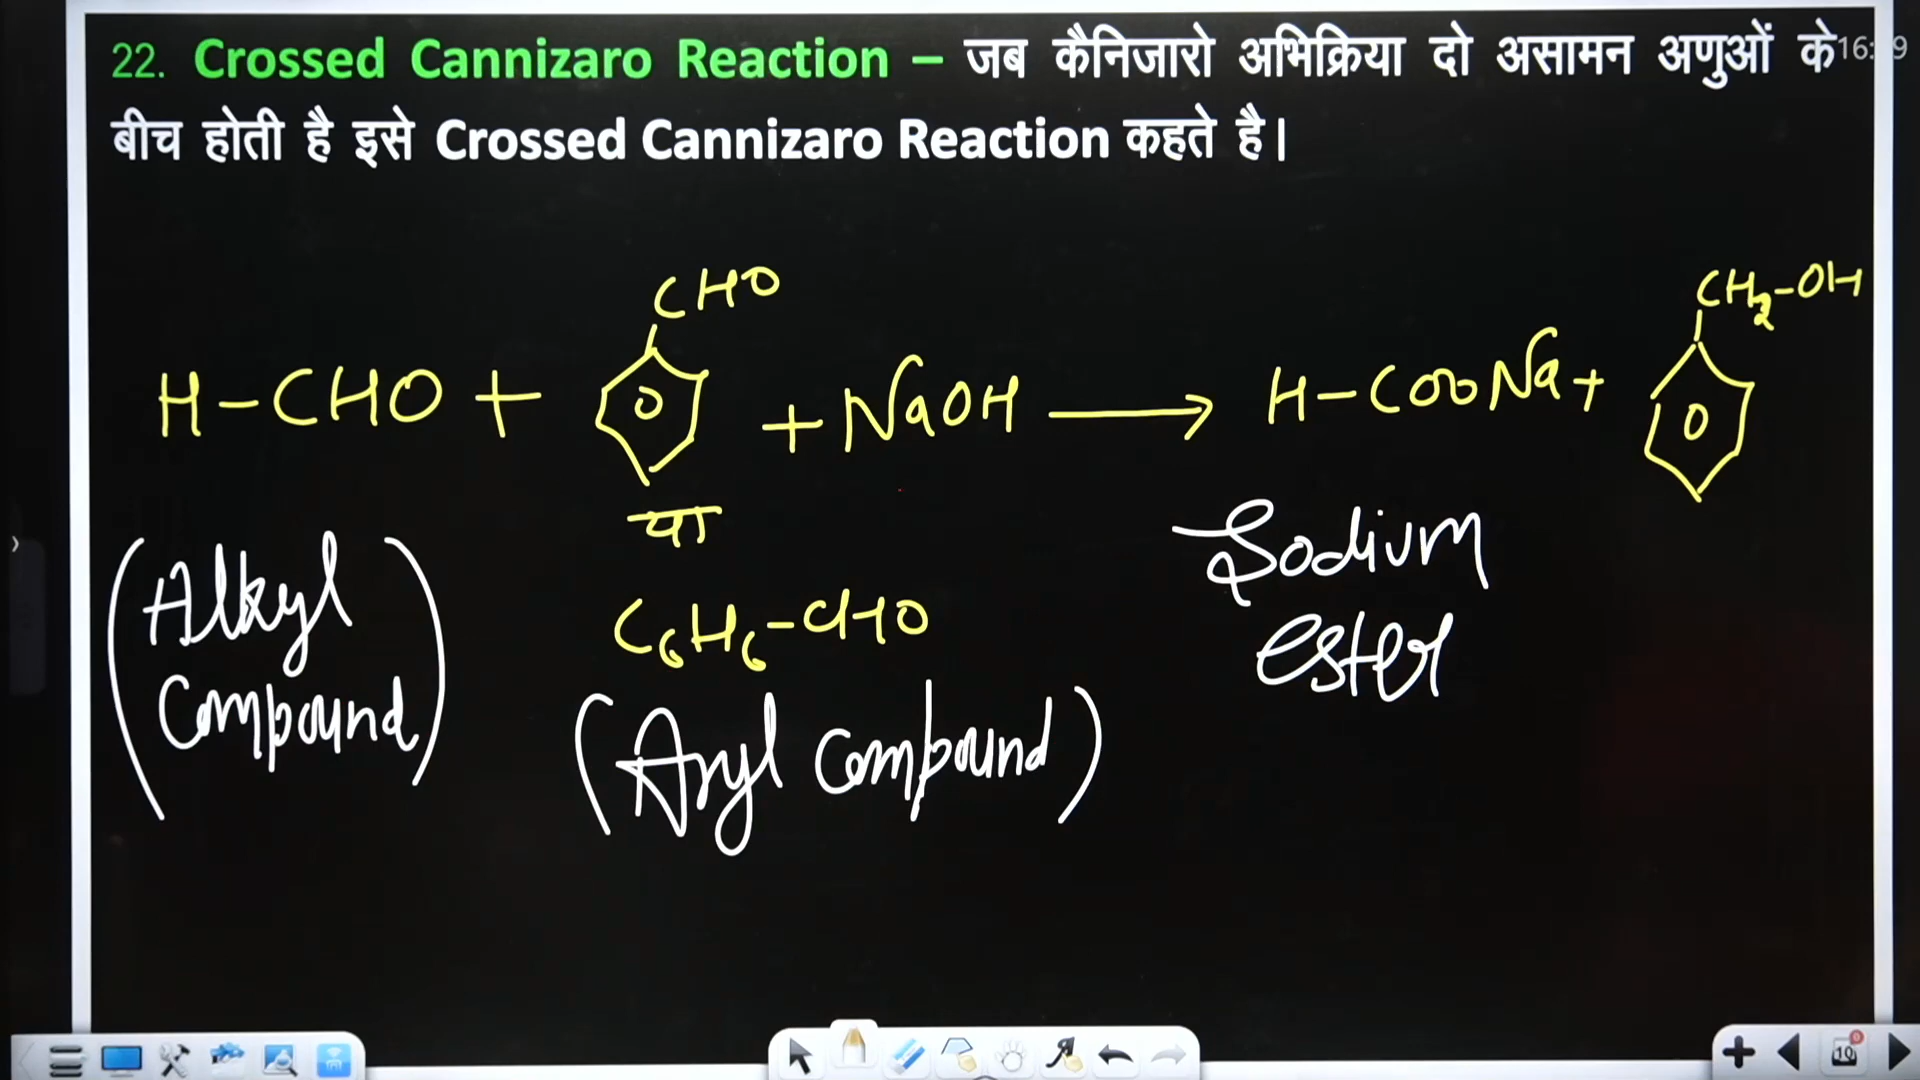 22. Crossed Cannizaro Reaction – जब कैनिजारो अभिक्रिया दो असामन अणुओं के
बीच होती है इसे Crossed Cannizaro Reaction कहते है।
CHO
CH2-OH
H-CHO + + NaOH ⟶ H-COONa +
या
C6H6-CHO
(Alkyl
Compound)
(Aryl Compound)
Sodium
ester
10